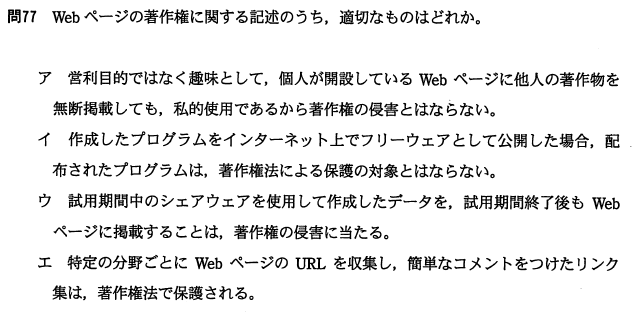 問77 Web ページの著作権に関する記述のうち，適切なものはどれか。
ア 営利目的ではなく趣味として，個人が開設している Web ページに他人の著作物を
無断掲載しても，私的使用であるから著作権の侵害とはならない。
イ 作成したプログラムをインターネット上でフリーウェアとして公開した場合，配
布されたプログラムは，著作権法による保護の対象とはならない。
ウ 試用期間中のシェアウェアを使用して作成したデータを，試用期間終了後も Web
ページに掲載することは，著作権の侵害に当たる。
エ 特定の分野ごとに Web ページの URL を収集し，簡単なコメントをつけたリンク
集は，著作権法で保護される。